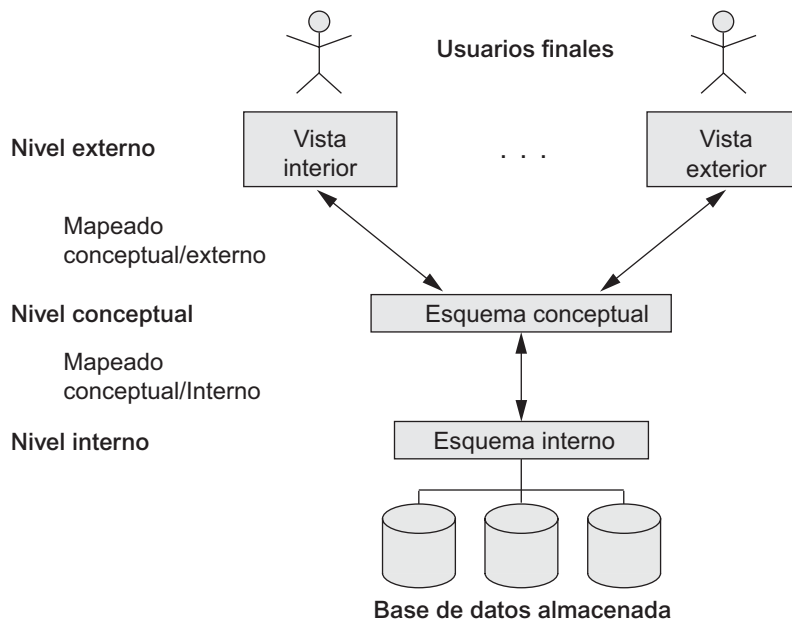 Usuarios finales
Nivel externo
Vista
interior
. . .
Vista
exterior
Mapeado
conceptual/externo
Nivel conceptual
Esquema conceptual
Mapeado
conceptual/Interno
Nivel interno
Esquema interno
Base de datos almacenada